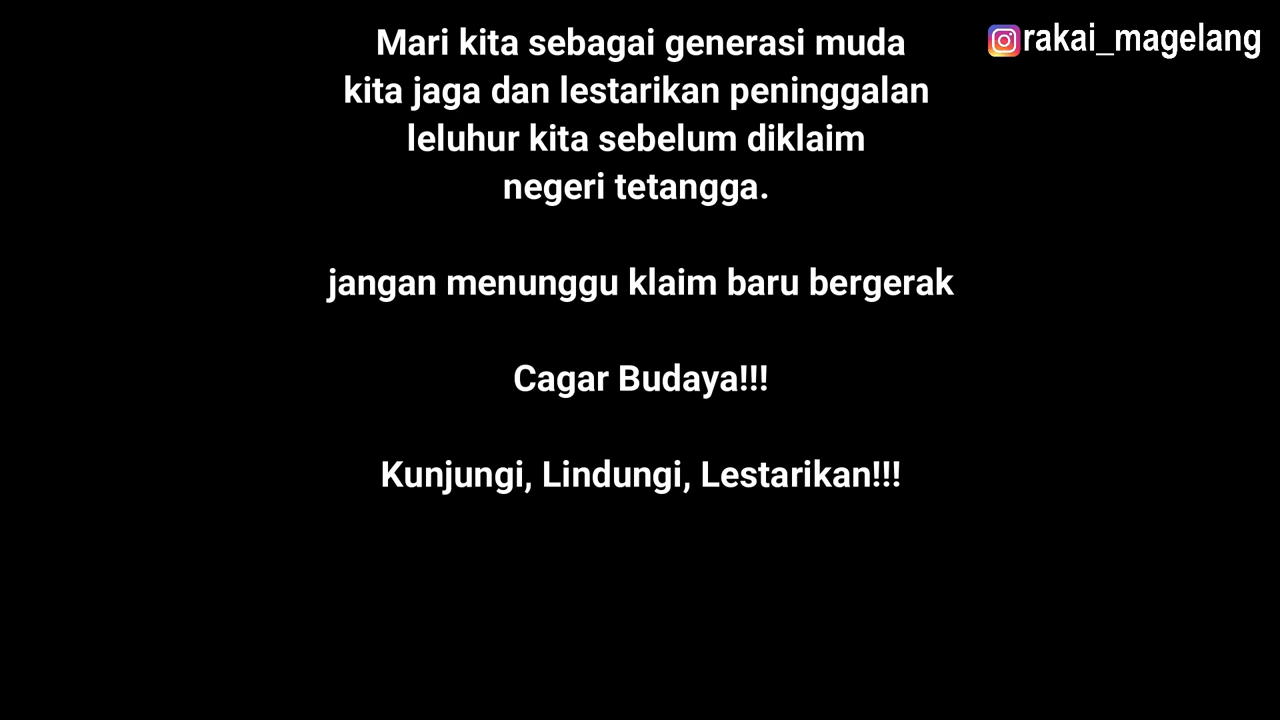 Mari kita sebagai generasi muda
kita jaga dan lestarikan peninggalan
leluhur kita sebelum diklaim
negeri tetangga.
jangan menunggu klaim baru bergerak
Cagar Budaya!!!
Kunjungi, Lindungi, Lestarikan!!!
rakai_magelang